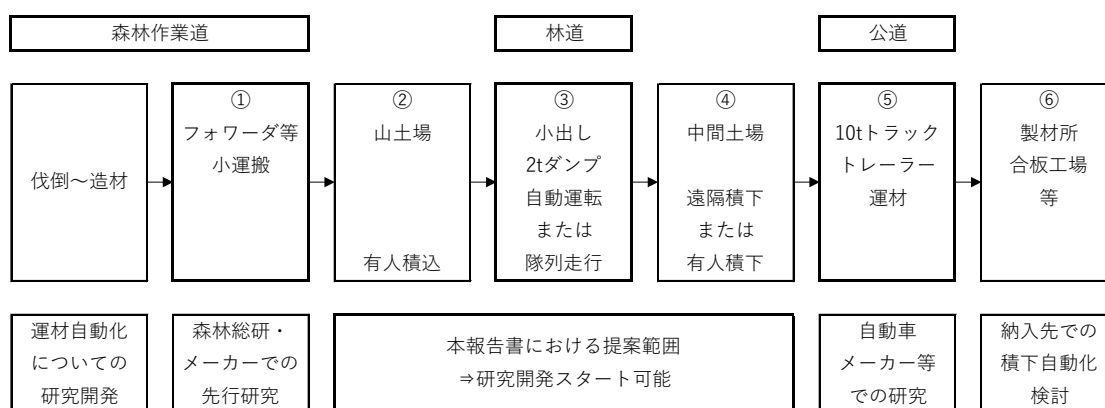 森林作業道
林道
公道
伐倒～造材
①
フォワーダ等
小運搬
②
山土場
有人積込
③
小出し
2tダンプ
自動運転
または
隊列走行
④
中間土場
遠隔積下
または
有人積下
⑤
10tトラック
トレーラー
運材
⑥
製材所
合板工場
等
運材自動化
についての
研究開発
森林総研・
メーカーでの
先行研究
本報告書における提案範囲
⇒研究開発スタート可能
自動車
メーカー等
での研究
納入先での
積下自動化
検討